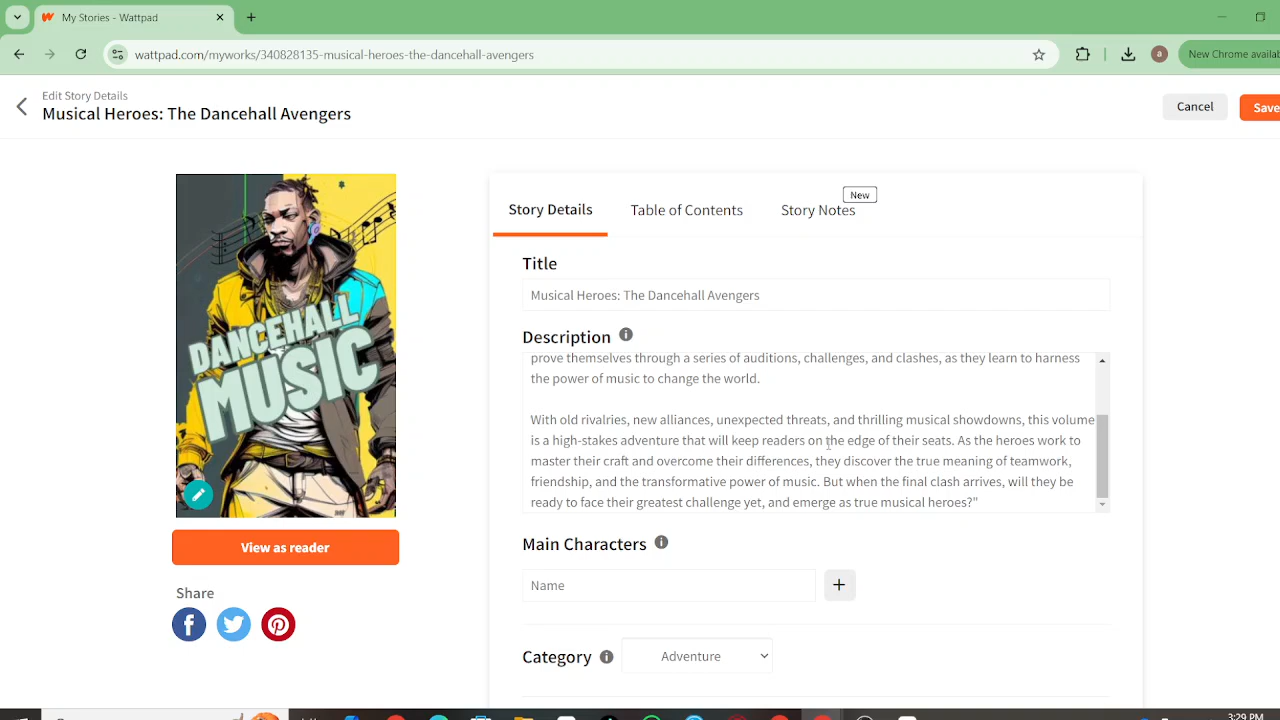 My Stories - Wattpad
wattpad.com/myworks/340828135-musical-heroes-the-dancehall-avengers
a
New Chrome availab
Edit Story Details
Musical Heroes: The Dancehall Avengers
Cancel
Save
New
Story Details
Table of Contents
Story Notes
DANCEHALL
MUSIC
Title
Musical Heroes: The Dancehall Avengers
Description
prove themselves through a series of auditions, challenges, and clashes, as they learn to harness
the power of music to change the world.
With old rivalries, new alliances, unexpected threats, and thrilling musical showdowns, this volume
is a high-stakes adventure that will keep readers on the edge of their seats. As the heroes work to
master their craft and overcome their differences, they discover the true meaning of teamwork,
friendship, and the transformative power of music. But when the final clash arrives, will they be
ready to face their greatest challenge yet, and emerge as true musical heroes?"
View as reader
Main Characters
Name
Share
Category
Adventure
3:29 PM